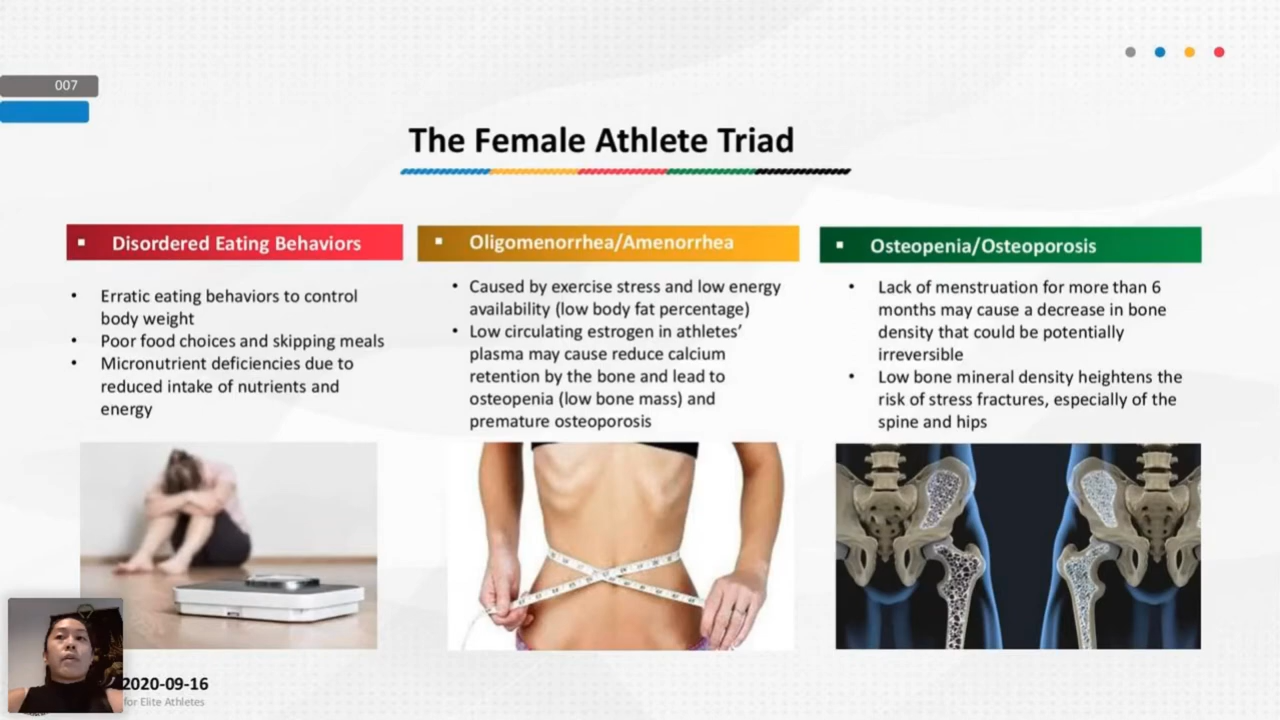 007
The Female Athlete Triad
Disordered Eating Behaviors
• Erratic eating behaviors to control
body weight
• Poor food choices and skipping meals
• Micronutrient deficiencies due to
reduced intake of nutrients and
energy
Oligomenorrhea/Amenorrhea
• Caused by exercise stress and low energy
availability (low body fat percentage)
• Low circulating estrogen in athletes’
plasma may cause reduce calcium
retention by the bone and lead to
osteopenia (low bone mass) and
premature osteoporosis
Osteopenia/Osteoporosis
• Lack of menstruation for more than 6
months may cause a decrease in bone
density that could be potentially
irreversible
• Low bone mineral density heightens the
risk of stress fractures, especially of the
spine and hips
2020-09-16
for Elite Athletes